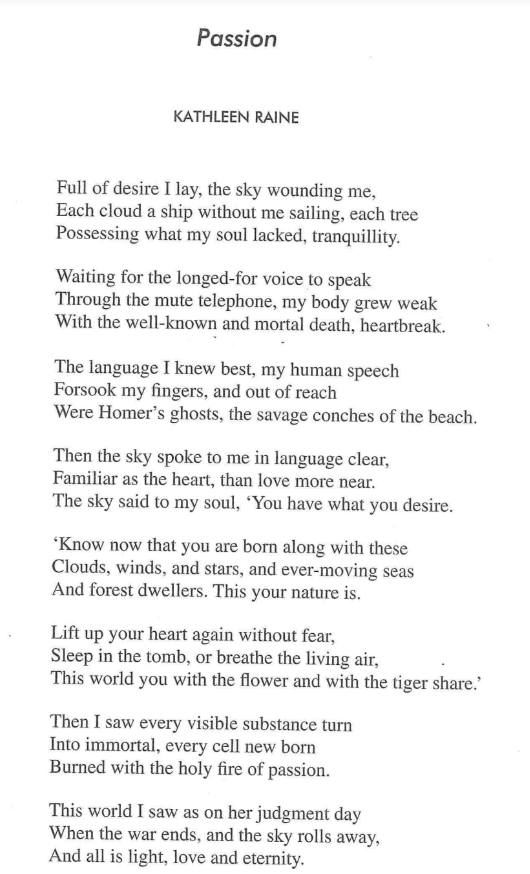 Passion
KATHLEEN RAINE
Full of desire I lay, the sky wounding me,
Each cloud a ship without me sailing, each tree
Possessing what my soul lacked, tranquillity.
Waiting for the longed-for voice to speak
Through the mute telephone, my body grew weak
With the well-known and mortal death, heartbreak.
The language I knew best, my human speech
Forsook my fingers, and out of reach
Were Homer's ghosts, the savage conches of the beach.
Then the sky spoke to me in language clear,
Familiar as the heart, than love more near.
The sky said to my soul, ‘You have what you desire.
‘Know now that you are born along with these
Clouds, winds, and stars, and ever-moving seas
And forest dwellers. This your nature is.
Lift up your heart again without fear,
Sleep in the tomb, or breathe the living air,
This world you with the flower and with the tiger share.’
Then I saw every visible substance turn
Into immortal, every cell new born
Burned with the holy fire of passion.
This world I saw as on her judgment day
When the war ends, and the sky rolls away,
And all is light, love and eternity.